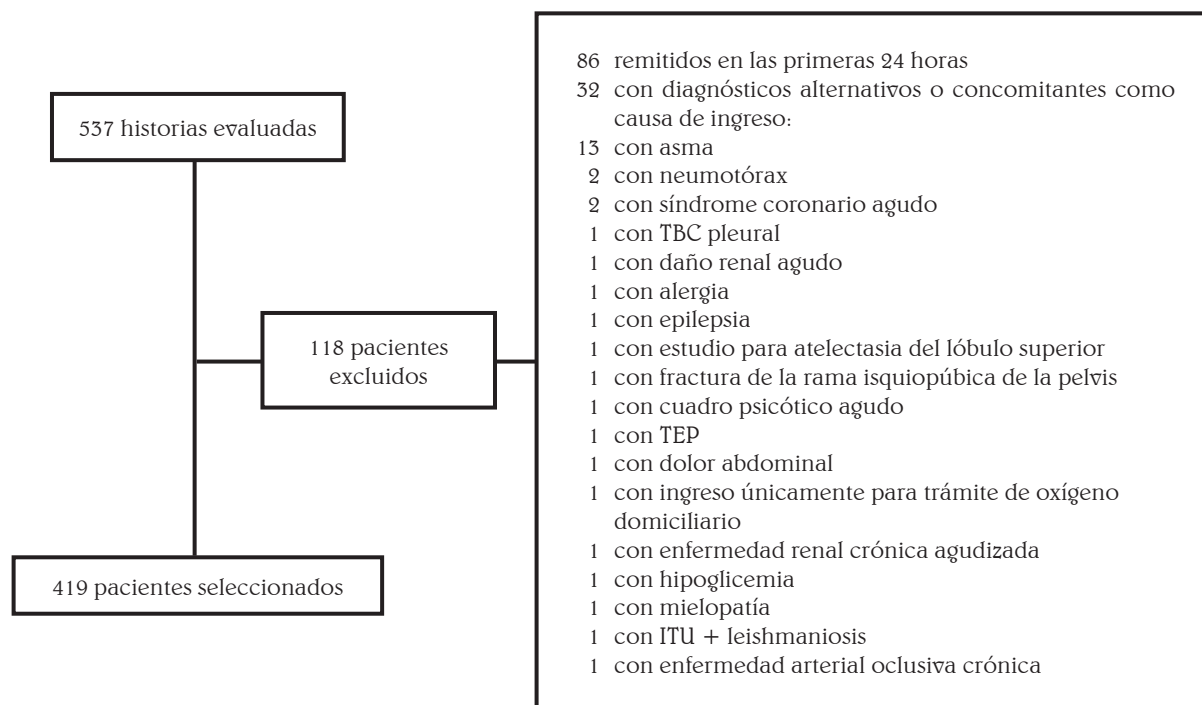 537 historias evaluadas
118 pacientes
excluidos
419 pacientes seleccionados
86 remitidos en las primeras 24 horas
32 con diagnósticos alternativos o concomitantes como
causa de ingreso:
13 con asma
2 con neumotórax
2 con síndrome coronario agudo
1 con TBC pleural
1 con daño renal agudo
1 con alergia
1 con epilepsia
1 con estudio para atelectasia del lóbulo superior
1 con fractura de la rama isquiopúbica de la pelvis
1 con cuadro psicótico agudo
1 con TEP
1 con dolor abdominal
1 con ingreso únicamente para trámite de oxígeno
domiciliario
1 con enfermedad renal crónica agudizada
1 con hipoglicemia
1 con mielopatía
1 con ITU + leishmaniosis
1 con enfermedad arterial oclusiva crónica